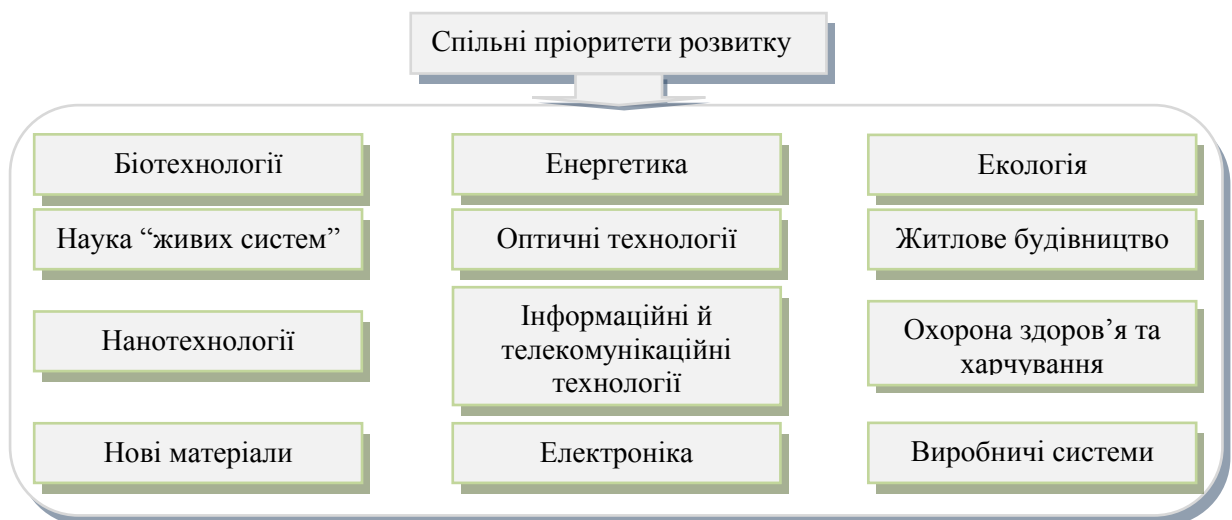 Спільні пріоритети розвитку
Біотехнології
Енергетика
Екологія
Наука “живих систем”
Оптичні технології
Житлове будівництво
Нанотехнології
Інформаційні й
телекомунікаційні
технології
Охорона здоров’я та
харчування
Нові матеріали
Електроніка
Виробничі системи